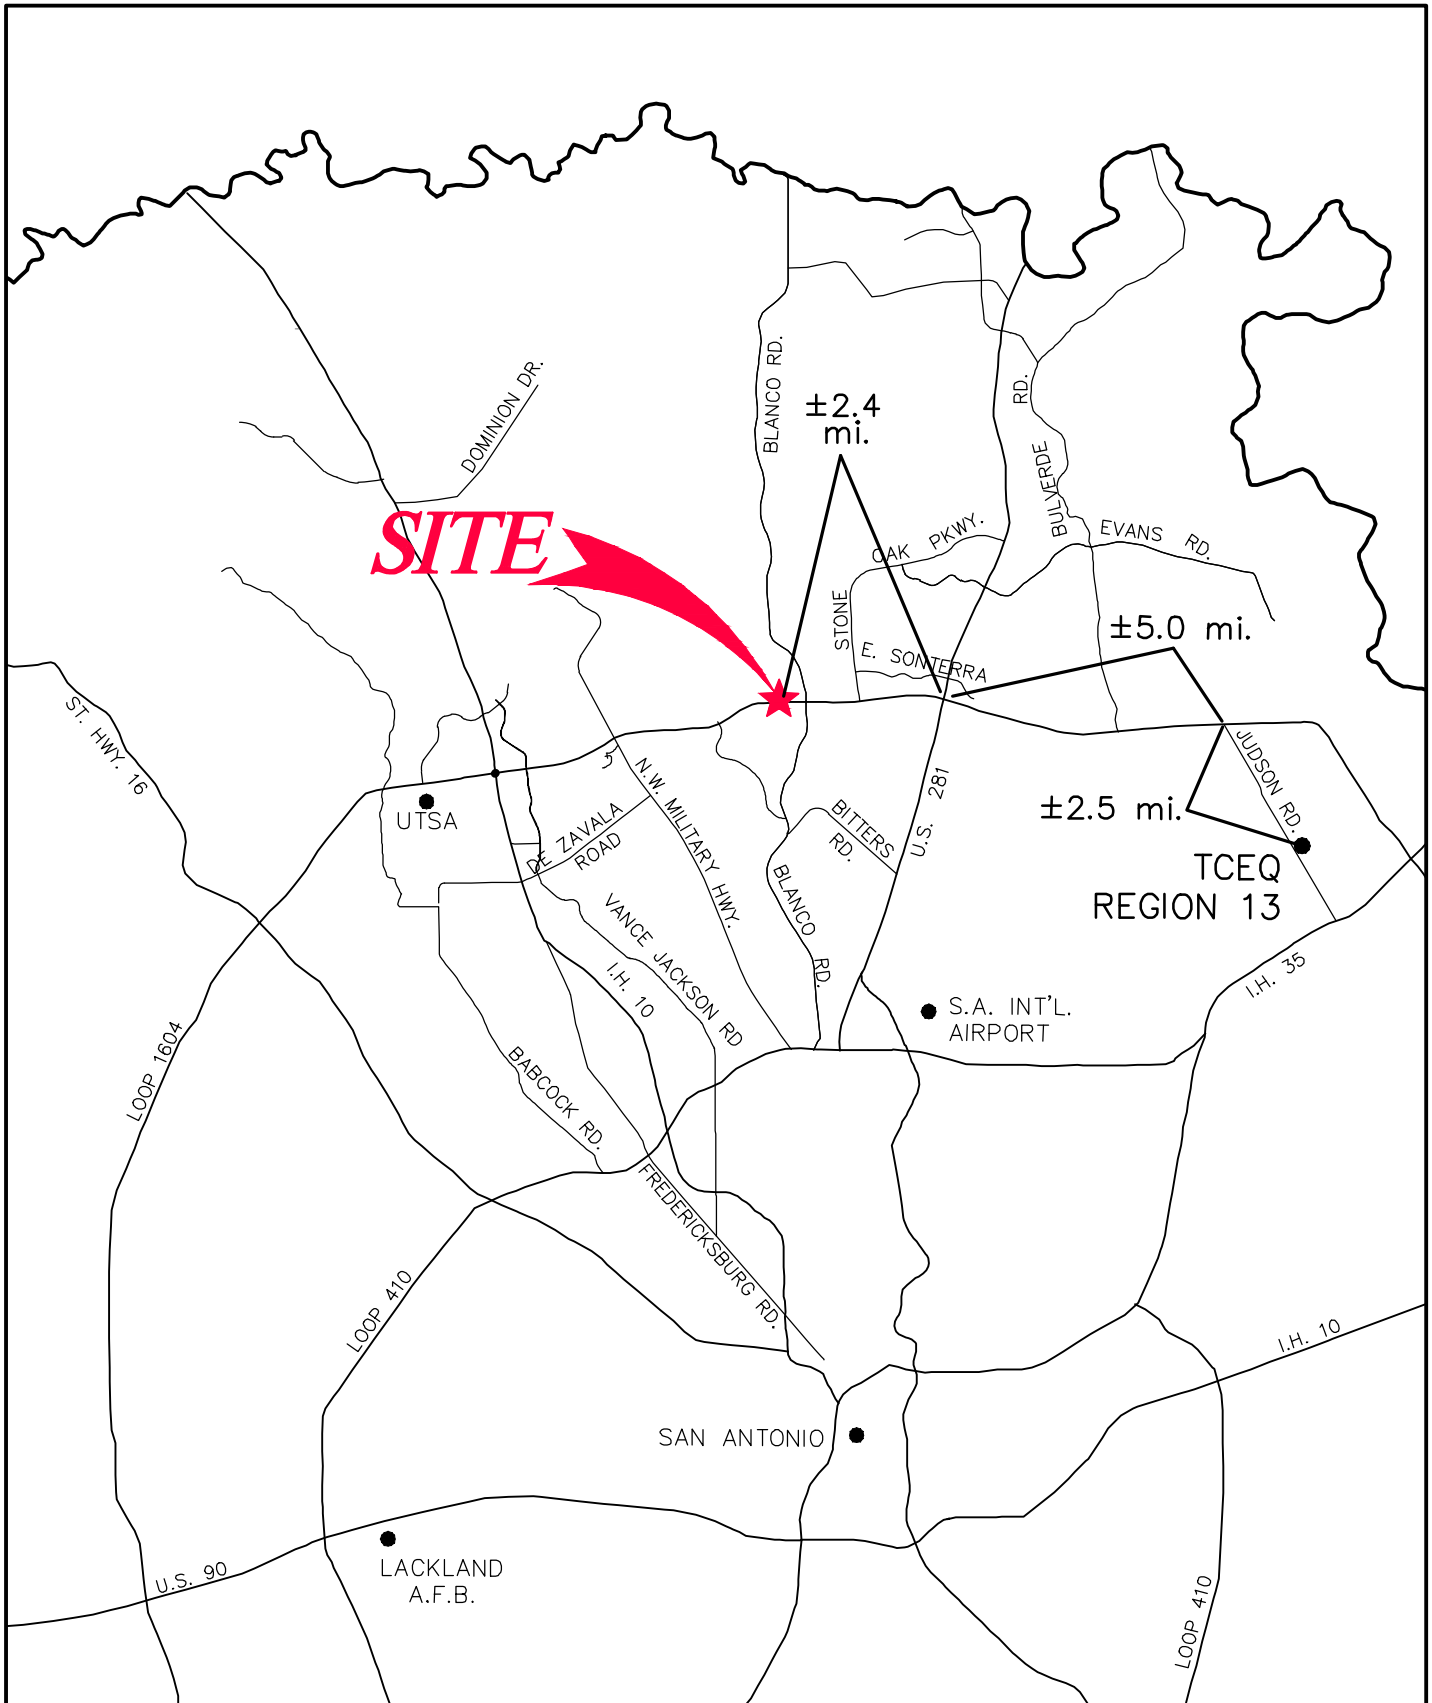 DOMINION DR.
BLANCO RD.
±2.4
mi.
RD.
BULVERDE
SITE
OAK PKWY.
EVANS RD.
STONE
±5.0 mi.
E. SONTERRA
ST. HWY. 16
JUDSON RD.
N.W. MILITARY HWY.
U.S. 281
±2.5 mi.
UTSA
DE ZAVALA
ROAD
BITTERS
RD.
TCEQ
REGION 13
BLANCO RD.
VANCE JACKSON RD
I.H. 10
I.H. 35
S.A. INT'L.
AIRPORT
LOOP 1604
BABCOCK RD.
FREDERICKSBURG RD.
LOOP 410
I.H. 10
SAN ANTONIO
LACKLAND
A.F.B.
U.S. 90
LOOP 410